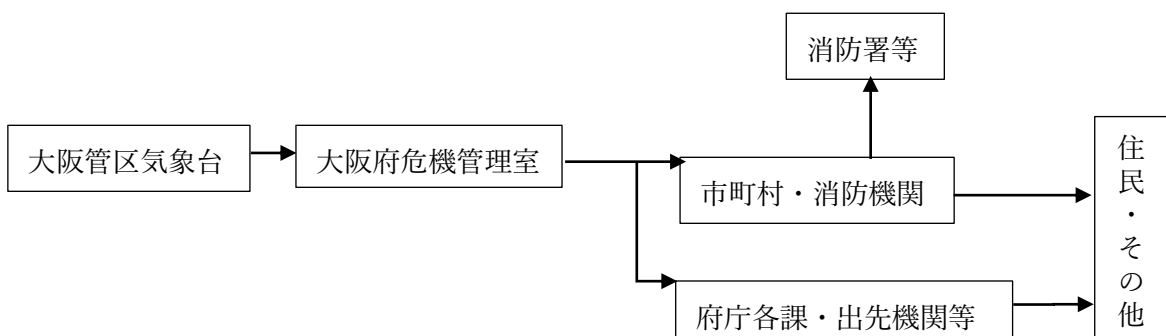 消防署等
大阪管区気象台
大阪府危機管理室
市町村・消防機関
府庁各課・出先機関等
住民・その他